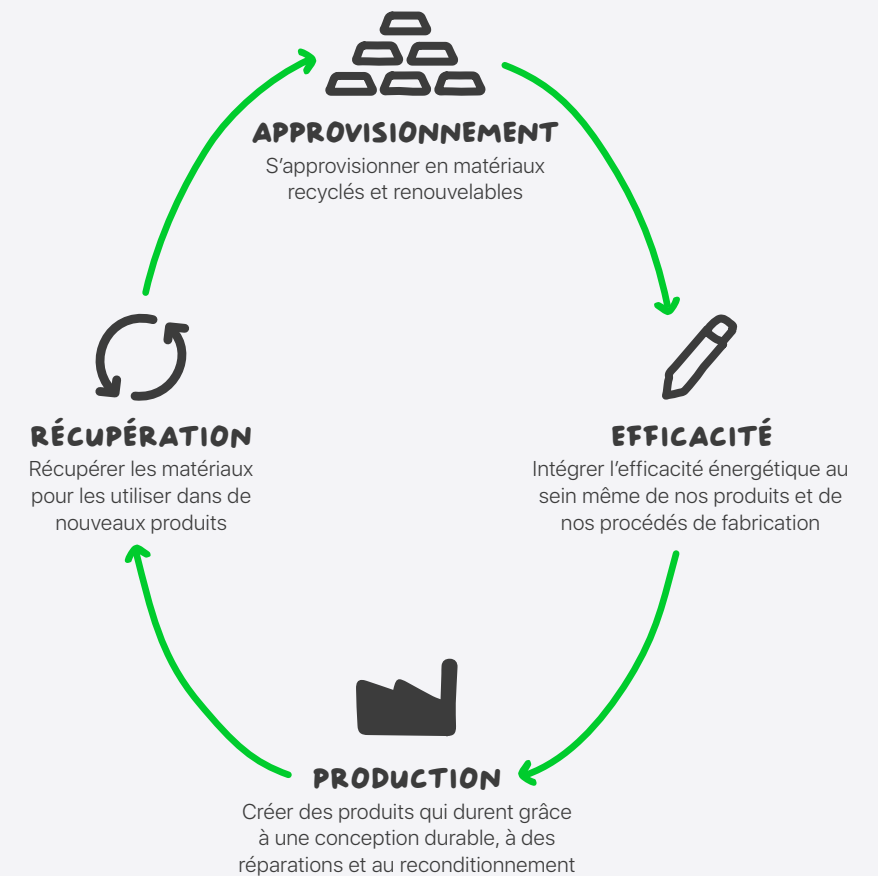 APPROVISIONNEMENT
S’approvisionner en matériaux
recyclés et renouvelables
EFFICACITÉ
Intégrer l’efficacité énergétique au
sein même de nos produits et de
nos procédés de fabrication
PRODUCTION
Créer des produits qui durent grâce
à une conception durable, à des
réparations et au reconditionnement
RÉCUPÉRATION
Récupérer les matériaux
pour les utiliser dans de
nouveaux produits